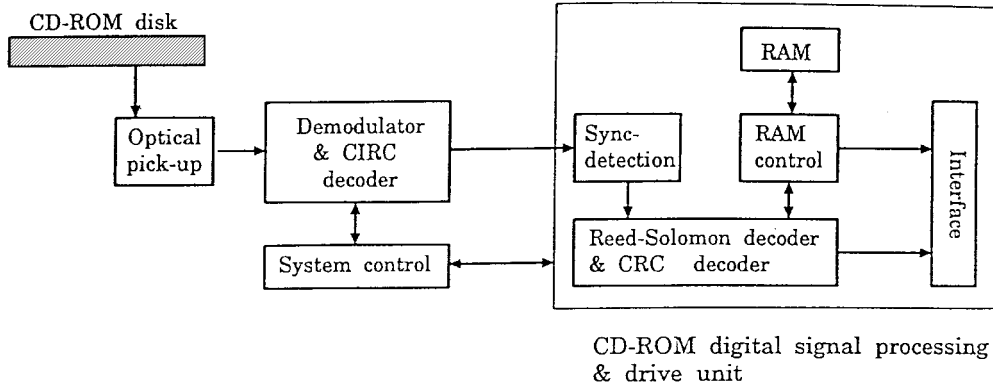 CD-ROM disk
Optical
pick-up
Demodulator
& CIRC
decoder
System control
Sync-
detection
RAM
RAM
control
Reed-Solomon decoder
& CRC decoder
Interface
CD-ROM digital signal processing
& drive unit